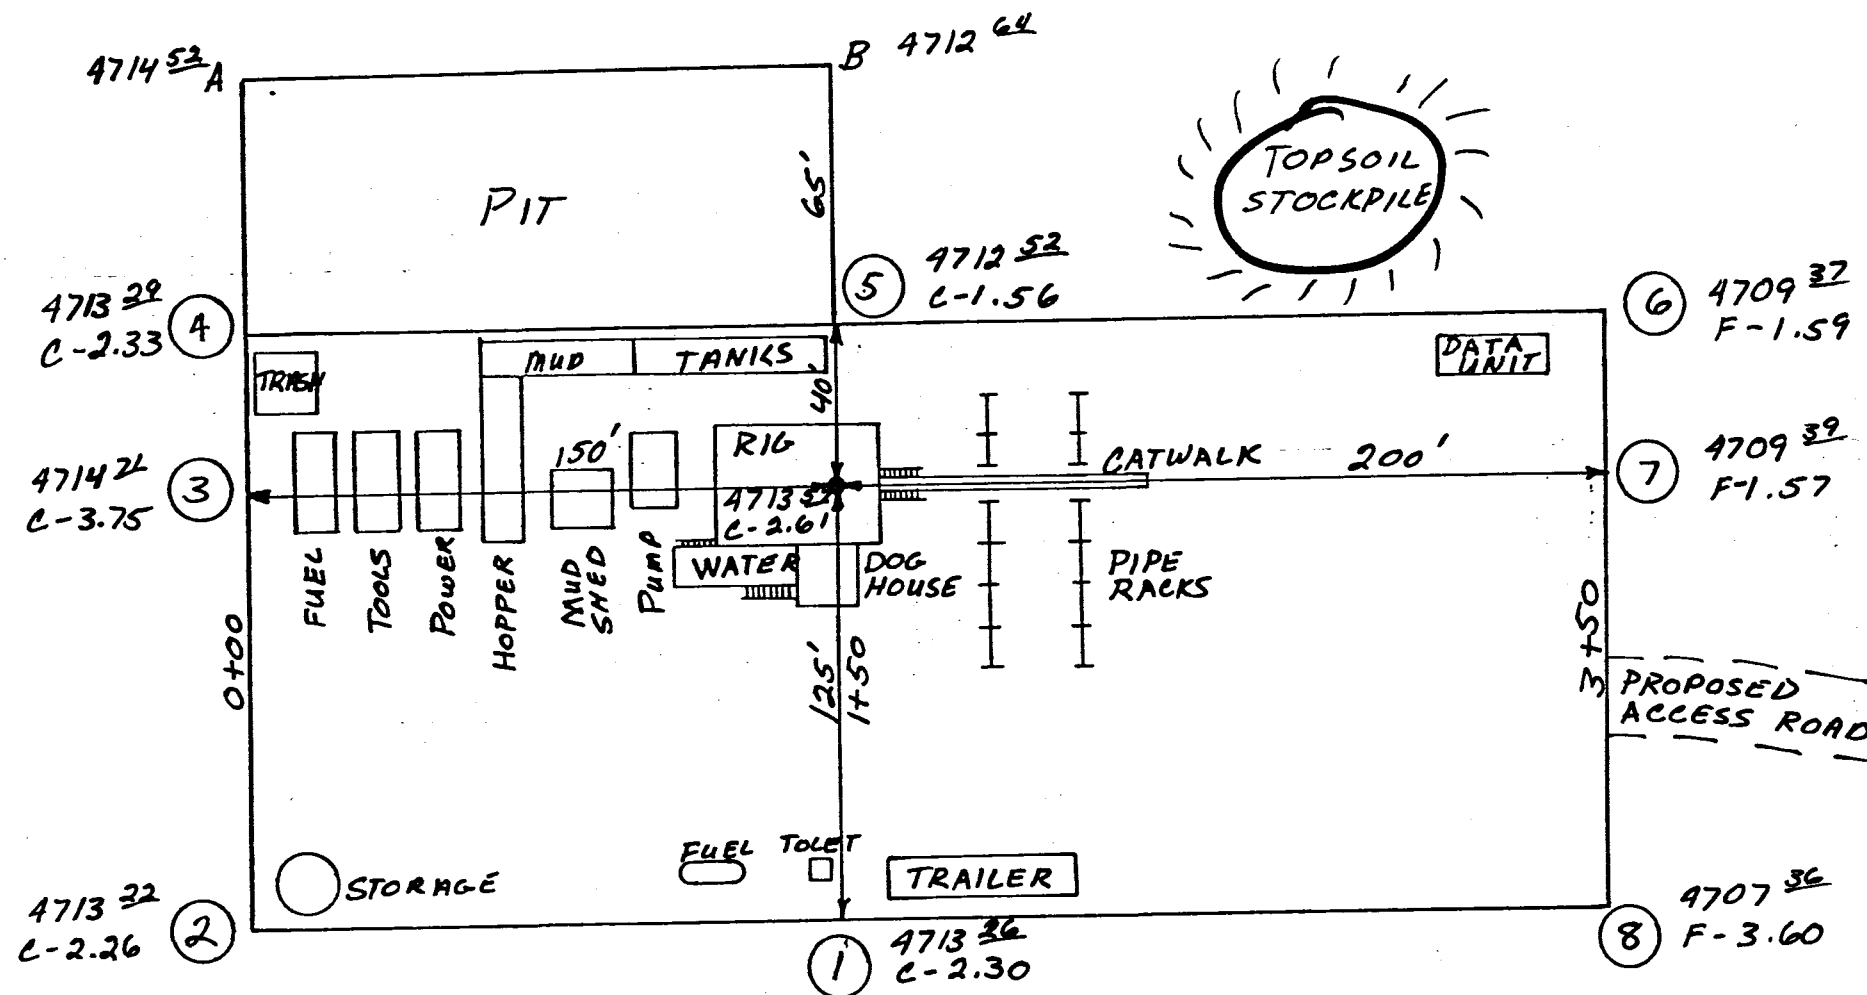 4714 52 A
B 4712 64
TOPSOIL
STOCKPILE
PIT
65'
4713 29
C-2.33
4
5
4712 52
C-1.56
6
4709 37
F-1.59
TRASH
MUD TANKS
40'
DATA
UNIT
4714 21
C-3.75
3
150'
RIG
4713 52
C-2.61
CATWALK
200'
7
4709 39
F-1.57
FUEL
TOOLS
POWER
HOPPER
MUD
SHED
PUMP
WATER
DOG
HOUSE
PIPE
RACKS
0+00
125'
1+50
3+50
PROPOSED
ACCESS ROAD
STORAGE
FUEL
TOLET
TRAILER
4713 22
C-2.26
2
1
4713 26
C-2.30
8
4707 36
F-3.60